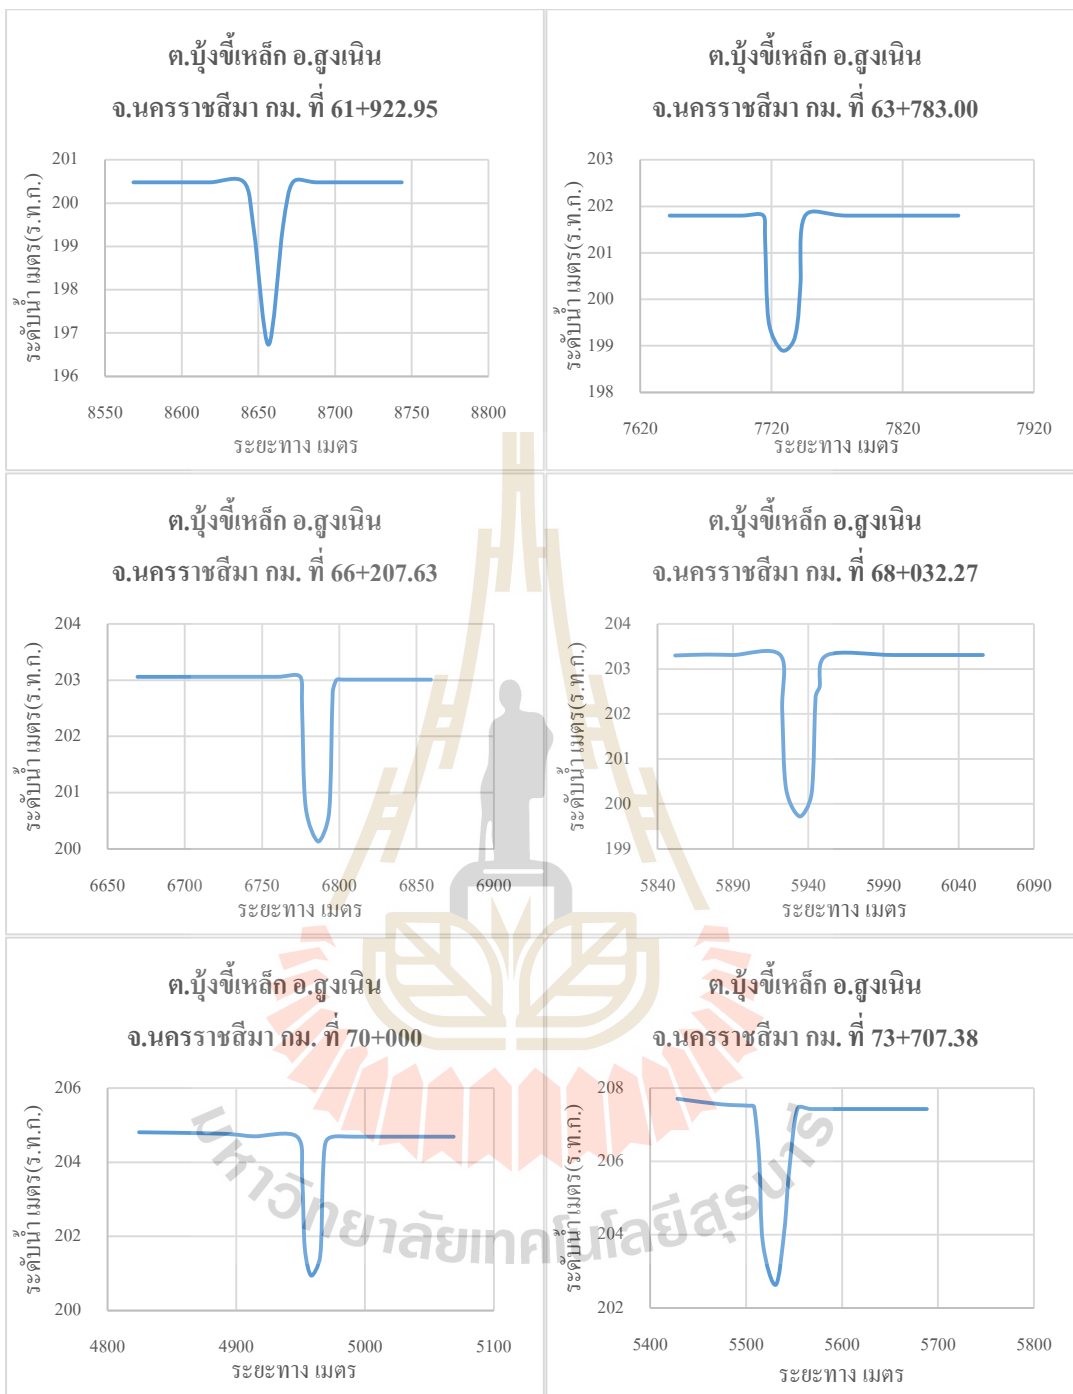 ต.บุ้งขี้เหล็ก อ.สูงเนิน
จ.นครราชสีมา กม. ที่ 61+922.95
ระดับน้ำ เมตร(ร.ท.ก.)
201
200
199
198
197
196
8550 8600 8650 8700 8750 8800
ระยะทาง เมตร
ต.บุ้งขี้เหล็ก อ.สูงเนิน
จ.นครราชสีมา กม. ที่ 63+783.00
ระดับน้ำ เมตร(ร.ท.ก.)
203
202
201
200
199
198
7620 7720 7820 7920
ระยะทาง เมตร
ต.บุ้งขี้เหล็ก อ.สูงเนิน
จ.นครราชสีมา กม. ที่ 66+207.63
ระดับน้ำ เมตร(ร.ท.ก.)
204
203
202
201
200
6650 6700 6750 6800 6850 6900
ระยะทาง เมตร
ต.บุ้งขี้เหล็ก อ.สูงเนิน
จ.นครราชสีมา กม. ที่ 68+032.27
ระดับน้ำ เมตร(ร.ท.ก.)
204
203
202
201
200
199
5840 5890 5940 5990 6040 6090
ระยะทาง เมตร
ต.บุ้งขี้เหล็ก อ.สูงเนิน
จ.นครราชสีมา กม. ที่ 70+000
ระดับน้ำ เมตร(ร.ท.ก.)
206
204
202
200
4800 4900 5000 5100
ระยะทาง เมตร
ต.บุ้งขี้เหล็ก อ.สูงเนิน
จ.นครราชสีมา กม. ที่ 73+707.38
ระดับน้ำ เมตร(ร.ท.ก.)
208
206
204
202
5400 5500 5600 5700 5800
ระยะทาง เมตร
มหาวิทยาลัยเทคโนโลยีสุรนารี